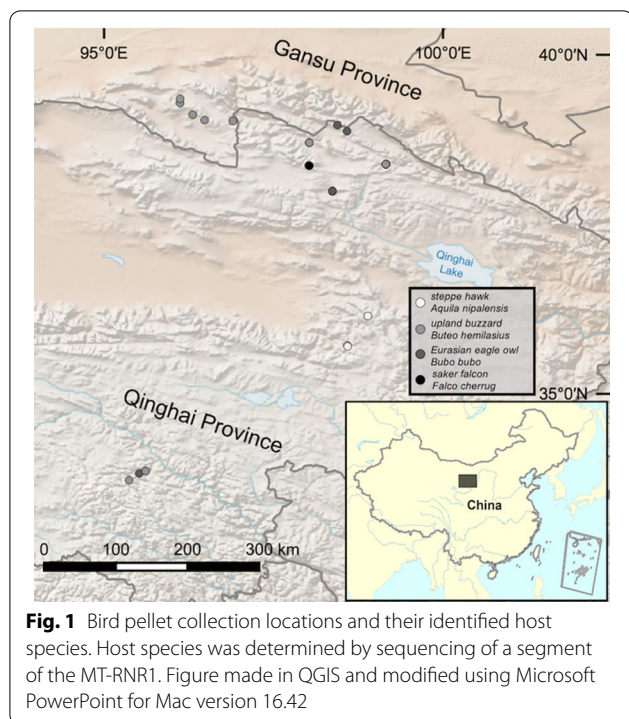 95°0′E
100°0′E
40°0′N
Gansu Province
Qinghai
Lake
steppe hawk
Aquila nipalensis
upland buzzard
Buteo hemilasius
Eurasian eagle owl
Bubo bubo
saker falcon
Falco cherrug
35°0′N
Qinghai Province
China
0 100 200 300 km
Fig. 1 Bird pellet collection locations and their identified host
species. Host species was determined by sequencing of a segment
of the MT-RNR1. Figure made in QGIS and modified using Microsoft
PowerPoint for Mac version 16.42